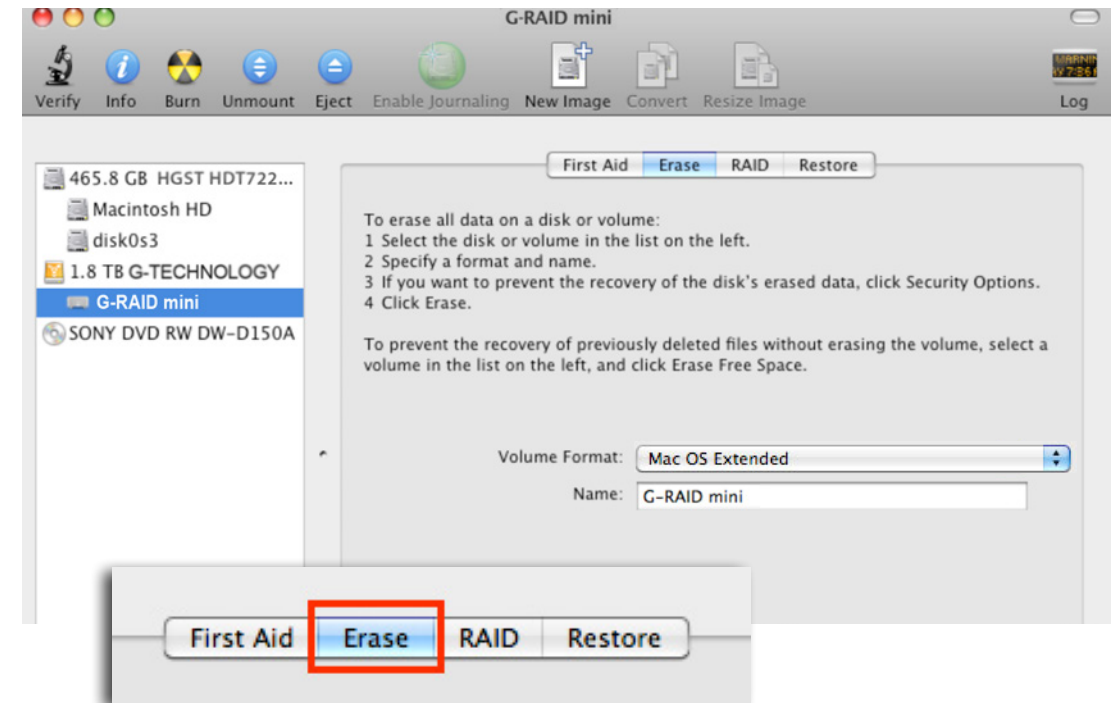 G-RAID mini
Verify Info Burn Unmount Eject Enable Journaling New Image Convert Resize Image Log
First Aid Erase RAID Restore
465.8 GB HGST HDT722...
Macintosh HD
disk0s3
1.8 TB G-TECHNOLOGY
G-RAID mini
SONY DVD RW DW-D150A
To erase all data on a disk or volume:
1 Select the disk or volume in the list on the left.
2 Specify a format and name.
3 If you want to prevent the recovery of the disk's erased data, click Security Options.
4 Click Erase.
To prevent the recovery of previously deleted files without erasing the volume, select a
volume in the list on the left, and click Erase Free Space.
Volume Format: Mac OS Extended
Name: G-RAID mini
First Aid Erase RAID Restore